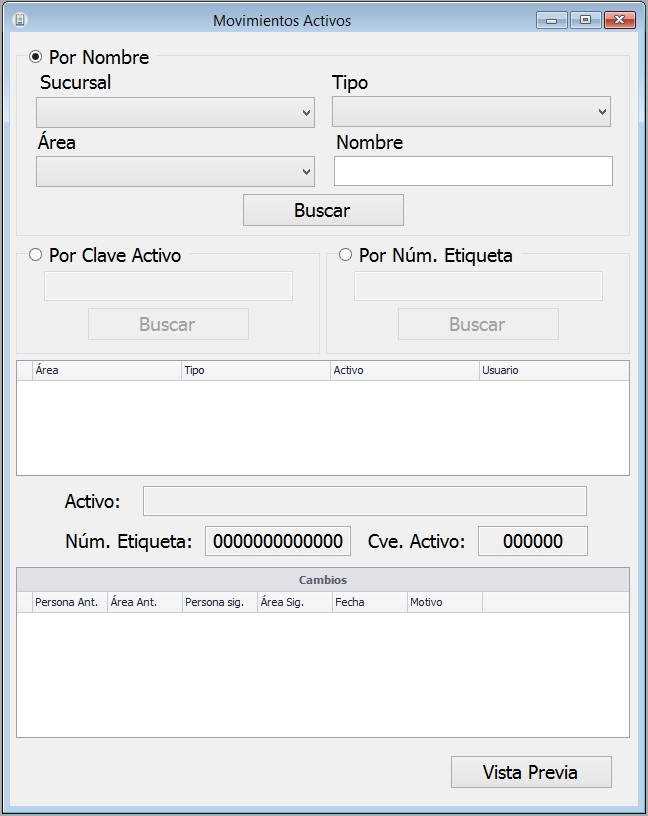 Movimientos Activos
Por Nombre
Sucursal Tipo
Área Nombre
Buscar
Por Clave Activo Por Núm. Etiqueta
Buscar Buscar
Área Tipo Activo Usuario
Activo:
Núm. Etiqueta: 0000000000000 Cve. Activo: 000000
Cambios
Persona Ant. Área Ant. Persona sig. Área Sig. Fecha Motivo
Vista Previa